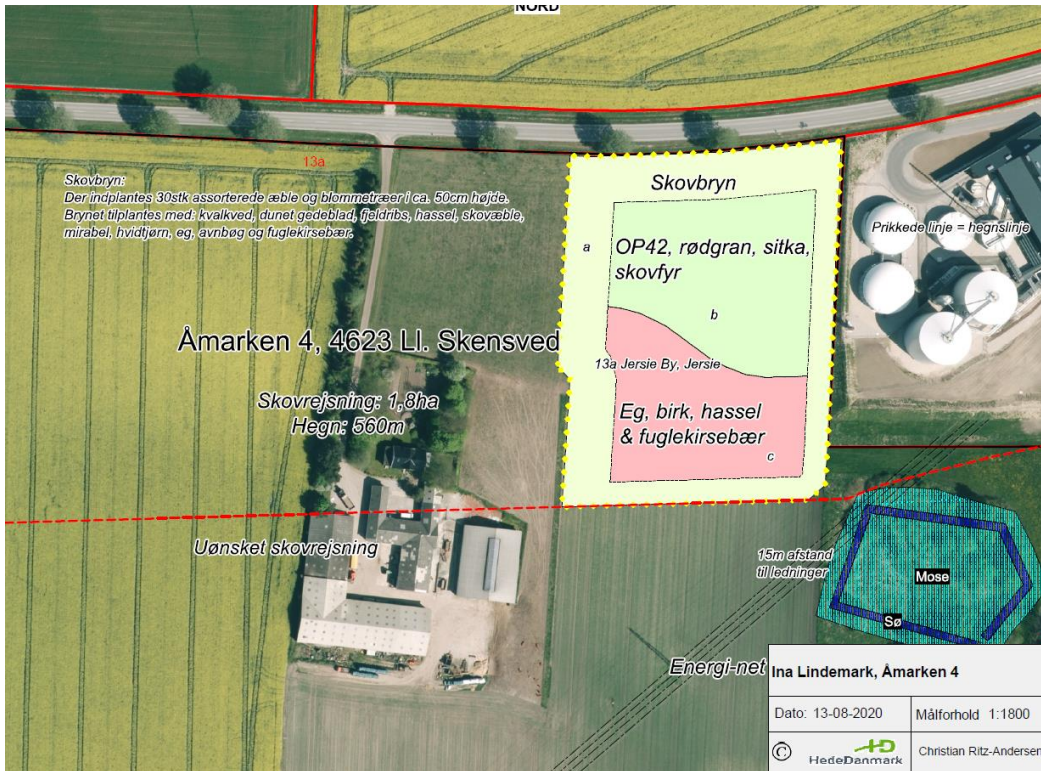 NORD
13a
Skovbryn:
Der indplantes 30stk assorterede æble og blommetræer i ca. 50cm højde.
Brynet tilplantes med: kvalkved, dunet gedeblad, fjeldribs, hassel, skovæble,
mirabel, hvidtjørn, eg, avnbøg og fuglekirsebær.
Skovbryn
a
OP42, rødgran, sitka,
skovfyr
b
Prikkede linje = hegnslinje
Åmarken 4, 4623 Ll. Skensved
13a Jersie By, Jersie
Skovrejsning: 1,8ha
Hegn: 560m
Eg, birk, hassel
& fuglekirsebær
c
Uønsket skovrejsning
15m afstand
til ledninger
Mose
Sø
Energi-net
Ina Lindemark, Åmarken 4
Dato: 13-08-2020
Målforhold 1:1800
© HD
HedeDanmark
Christian Ritz-Andersen